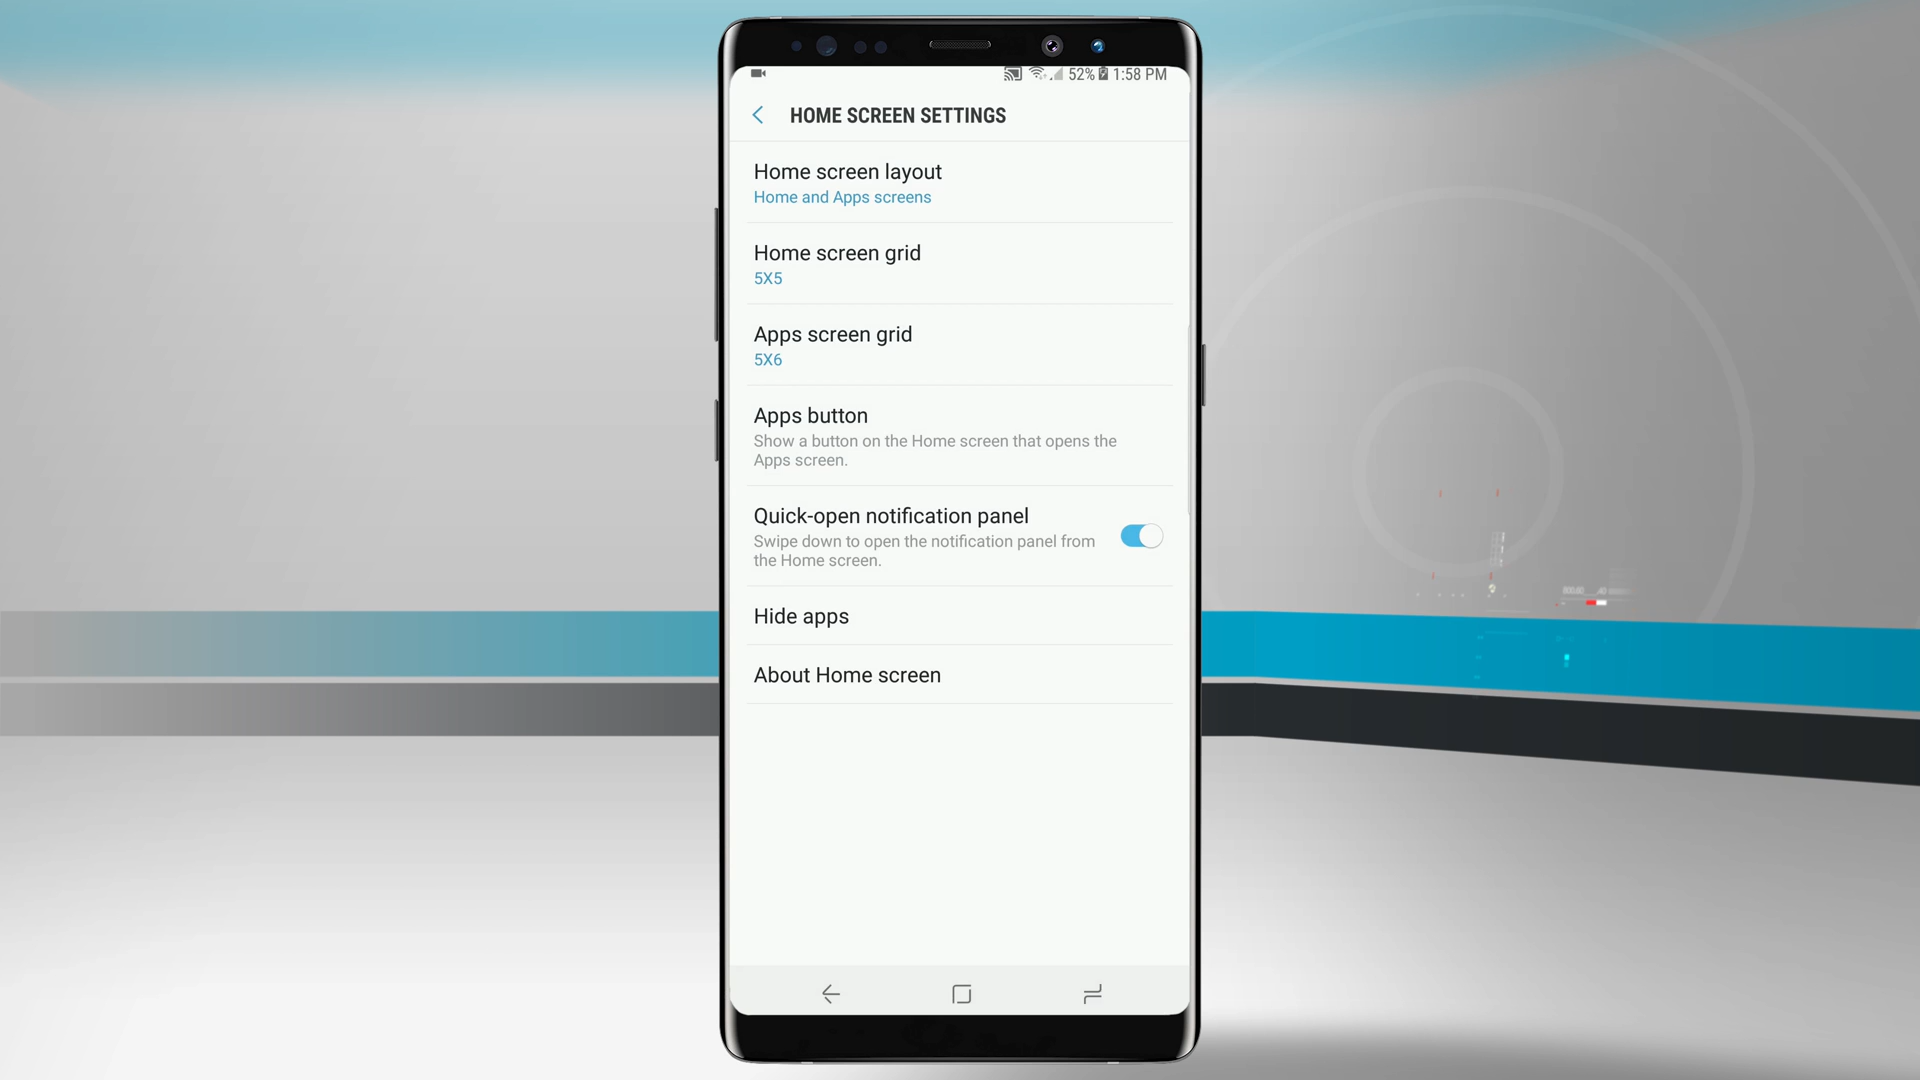 52% 1:58 PM
HOME SCREEN SETTINGS
Home screen layout
Home and Apps screens
Home screen grid
5X5
Apps screen grid
5X6
Apps button
Show a button on the Home screen that opens the
Apps screen.
Quick-open notification panel
Swipe down to open the notification panel from
the Home screen.
Hide apps
About Home screen